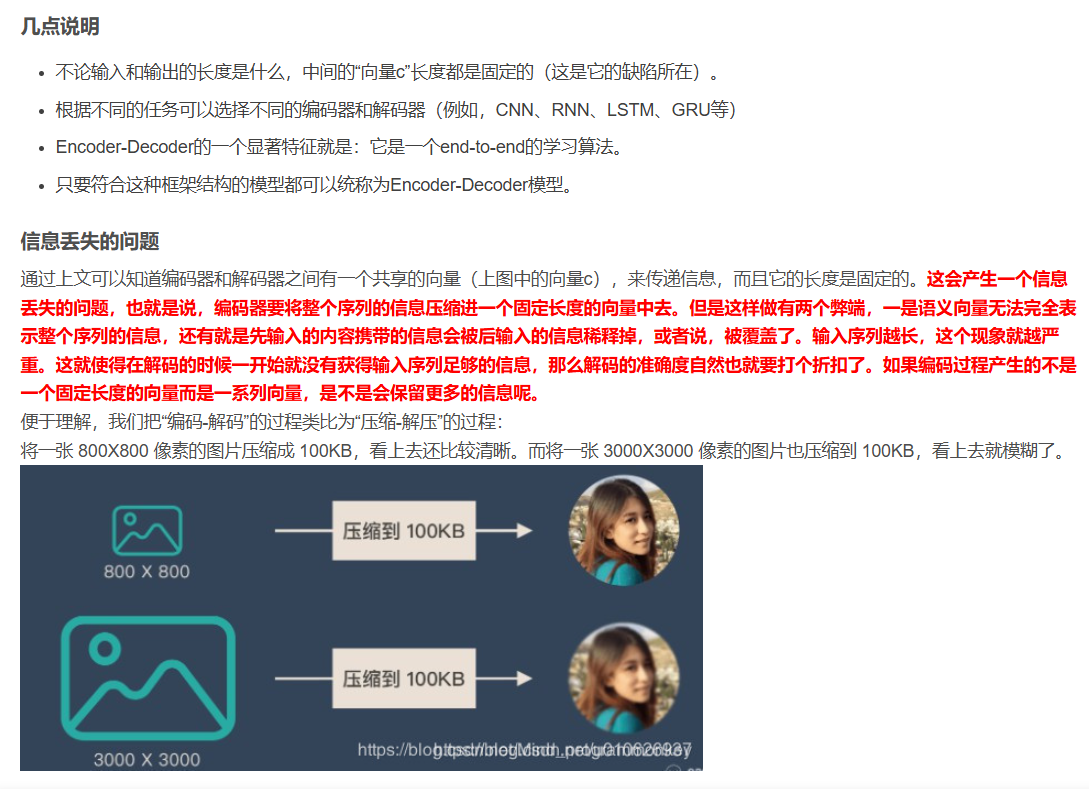 几点说明
不论输入和输出的长度是什么，中间的“向量c”长度都是固定的（这是它的缺陷所在）。
根据不同的任务可以选择不同的编码器和解码器（例如，CNN、RNN、LSTM、GRU等）
Encoder-Decoder的一个显著特征就是：它是一个end-to-end的学习算法。
只要符合这种框架结构的模型都可以统称为Encoder-Decoder模型。
信息丢失的问题
通过上文可以知道编码器和解码器之间有一个共享的向量（上图中的向量c），来传递信息，而且它的长度是固定的。这会产生一个信息
丢失的问题，也就是说，编码器要将整个序列的信息压缩进一个固定长度的向量中去。但是这样做有两个弊端，一是语义向量无法完全表
示整个序列的信息，还有就是先输入的内容携带的信息会被后输入的信息稀释掉，或者说，被覆盖了。输入序列越长，这个现象就越严
重。这就使得在解码的时候一开始就没有获得输入序列足够的信息，那么解码的准确度自然也就要打个折扣了。如果编码过程产生的不是
一个固定长度的向量而是一系列向量，是不是会保留更多的信息呢。
便于理解，我们把“编码-解码”的过程类比为“压缩-解压”的过程：
将一张 800X800 像素的图片压缩成 100KB，看上去还比较清晰。而将一张 3000X3000 像素的图片也压缩到 100KB，看上去就模糊了。
压缩到 100KB
800 X 800
压缩到 100KB
3000 X 3000